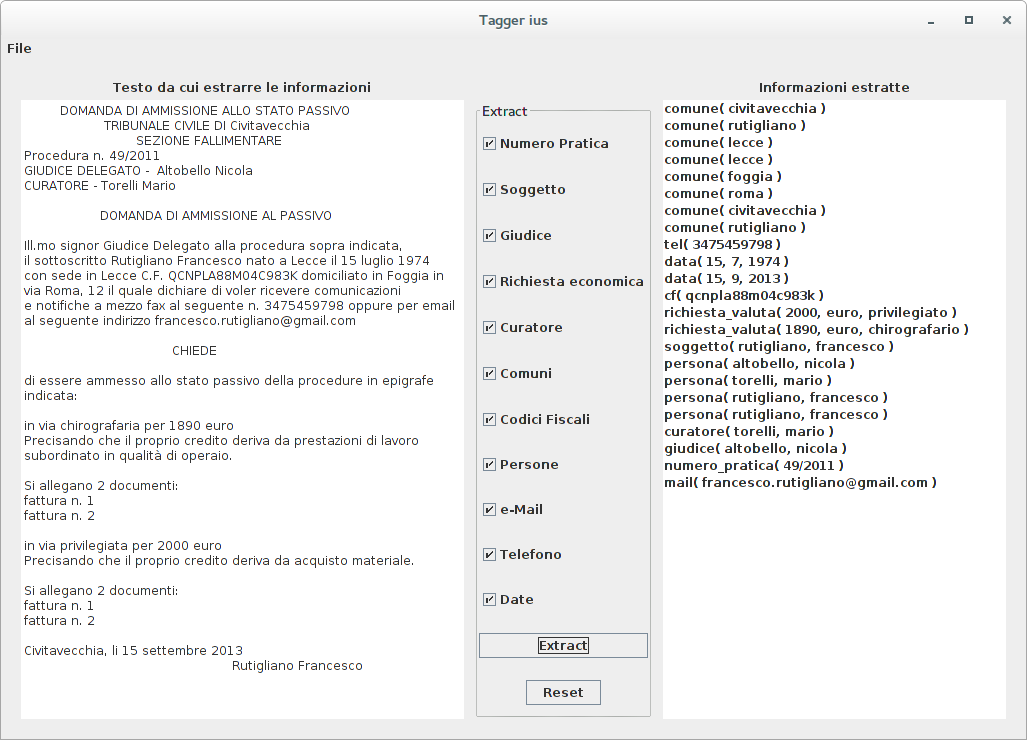 Tagger ius
File
Testo da cui estrarre le informazioni
DOMANDA DI AMMISSIONE ALLO STATO PASSIVO
TRIBUNALE CIVILE DI Civitavecchia
SEZIONE FALLIMENTARE
Procedura n. 49/2011
GIUDICE DELEGATO - Altobello Nicola
CURATORE - Torelli Mario
DOMANDA DI AMMISSIONE AL PASSIVO
Ill.mo signor Giudice Delegato alla procedura sopra indicata,
il sottoscritto Rutigliano Francesco nato a Lecce il 15 luglio 1974
con sede in Lecce C.F. QCNPLA88M04C983K domiciliato in Foggia in
via Roma, 12 il quale dichiare di voler ricevere comunicazioni
e notifiche a mezzo fax al seguente n. 3475459798 oppure per email
al seguente indirizzo francesco.rutigliano@gmail.com
CHIEDE
di essere ammesso allo stato passivo della procedure in epigrafe
indicata:
in via chirografaria per 1890 euro
Precisando che il proprio credito deriva da prestazioni di lavoro
subordinato in qualità di operaio.
Si allegano 2 documenti:
fattura n. 1
fattura n. 2
in via privilegiata per 2000 euro
Precisando che il proprio credito deriva da acquisto materiale.
Si allegano 2 documenti:
fattura n. 1
fattura n. 2
Civitavecchia, li 15 settembre 2013
Rutigliano Francesco
Extract
Numero Pratica
Soggetto
Giudice
Richiesta economica
Curatore
Comuni
Codici Fiscali
Persone
e-Mail
Telefono
Date
Extract
Reset
Informazioni estratte
comune( civitavecchia )
comune( rutigliano )
comune( lecce )
comune( lecce )
comune( foggia )
comune( roma )
comune( civitavecchia )
comune( rutigliano )
tel( 3475459798 )
data( 15, 7, 1974 )
data( 15, 9, 2013 )
cf( qcnpla88m04c983k )
richiesta_valuta( 2000, euro, privilegiato )
richiesta_valuta( 1890, euro, chirografario )
soggetto( rutigliano, francesco )
persona( altobello, nicola )
persona( torelli, mario )
persona( rutigliano, francesco )
persona( rutigliano, francesco )
curatore( torelli, mario )
giudice( altobello, nicola )
numero_pratica( 49/2011 )
mail( francesco.rutigliano@gmail.com )